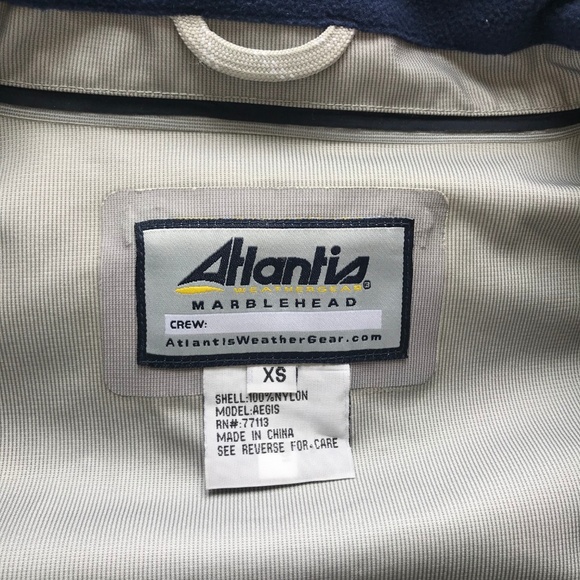 Atlantis
WEATHERGEAR®
MARBLEHEAD
CREW:
AtlantisWeatherGear.com
XS
SHELL:100%NYLON
MODEL:AEGIS
RN#:77113
MADE IN CHINA
SEE REVERSE FOR CARE